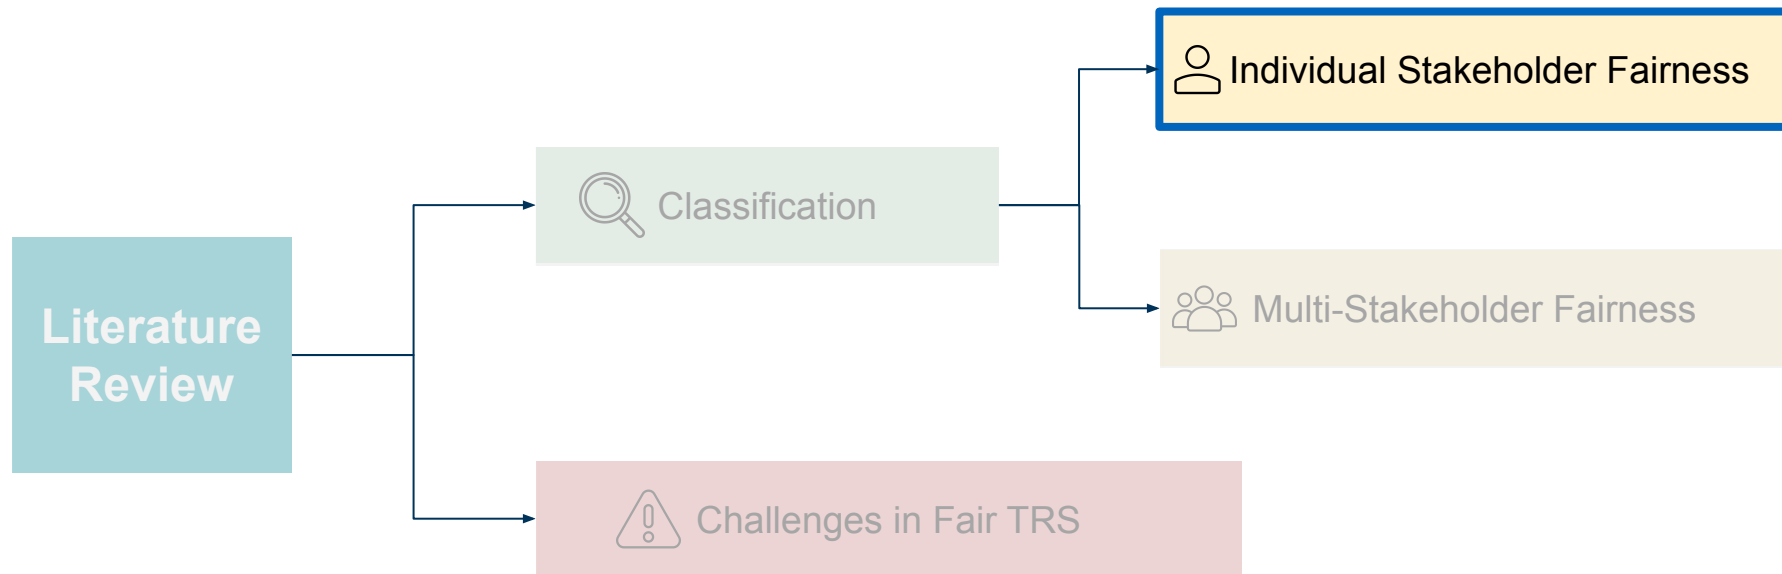 Individual Stakeholder Fairness
Classification
Literature
Review
Multi-Stakeholder Fairness
Challenges in Fair TRS